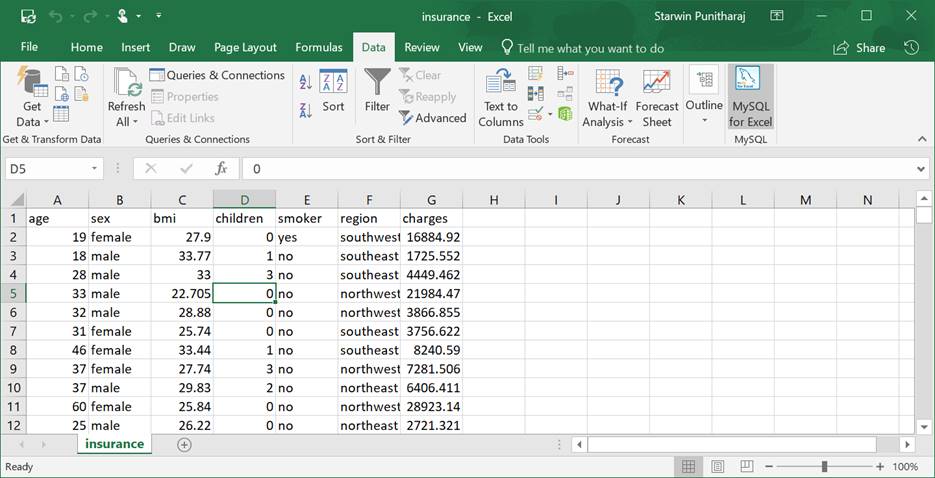 insurance - Excel Starwin Punitharaj
File Home Insert Draw Page Layout Formulas Data Review View Tell me what you want to do Share
Get Data Refresh All Queries & Connections Properties Edit Links A Z Z A Z A A Z Sort Filter Clear Reapply Advanced Text to Columns What-If Analysis Forecast Sheet Outline MySQL for Excel
Get & Transform Data Queries & Connections Sort & Filter Data Tools Forecast MySQL
D5 fx 0
A B C D E F G H I J K L M N
1 age sex bmi children smoker region charges
2 19 female 27.9 0 yes southwest 16884.92
3 18 male 33.77 1 no southeast 1725.552
4 28 male 33 3 no southeast 4449.462
5 33 male 22.705 0 no northwest 21984.47
6 32 male 28.88 0 no northwest 3866.855
7 31 female 25.74 0 no southeast 3756.622
8 46 female 33.44 1 no southeast 8240.59
9 37 female 27.74 3 no northwest 7281.506
10 37 male 29.83 2 no northeast 6406.411
11 60 female 25.84 0 no northwest 28923.14
12 25 male 26.22 0 no northeast 2721.321
insurance
Ready 100%